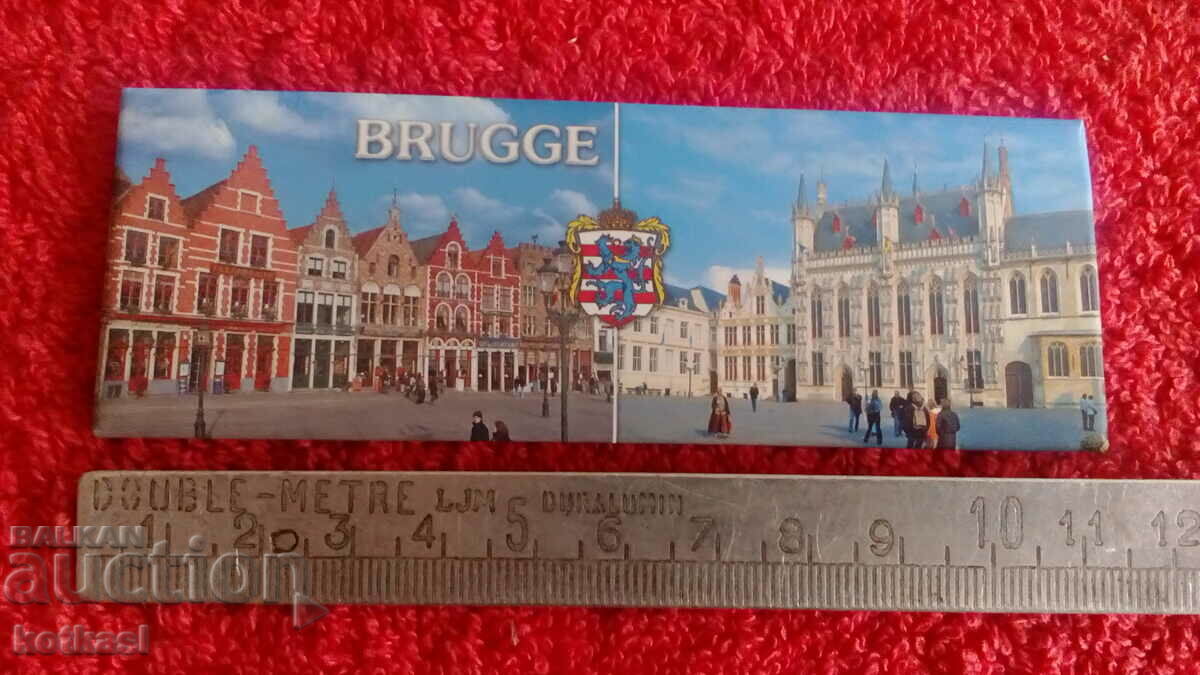 BRUGGE
DOUBLE-METRE LJM DURALUMIN
1 2 3 4 5 6 7 8 9 10 11 12
BALKAN
auction
kotkasl